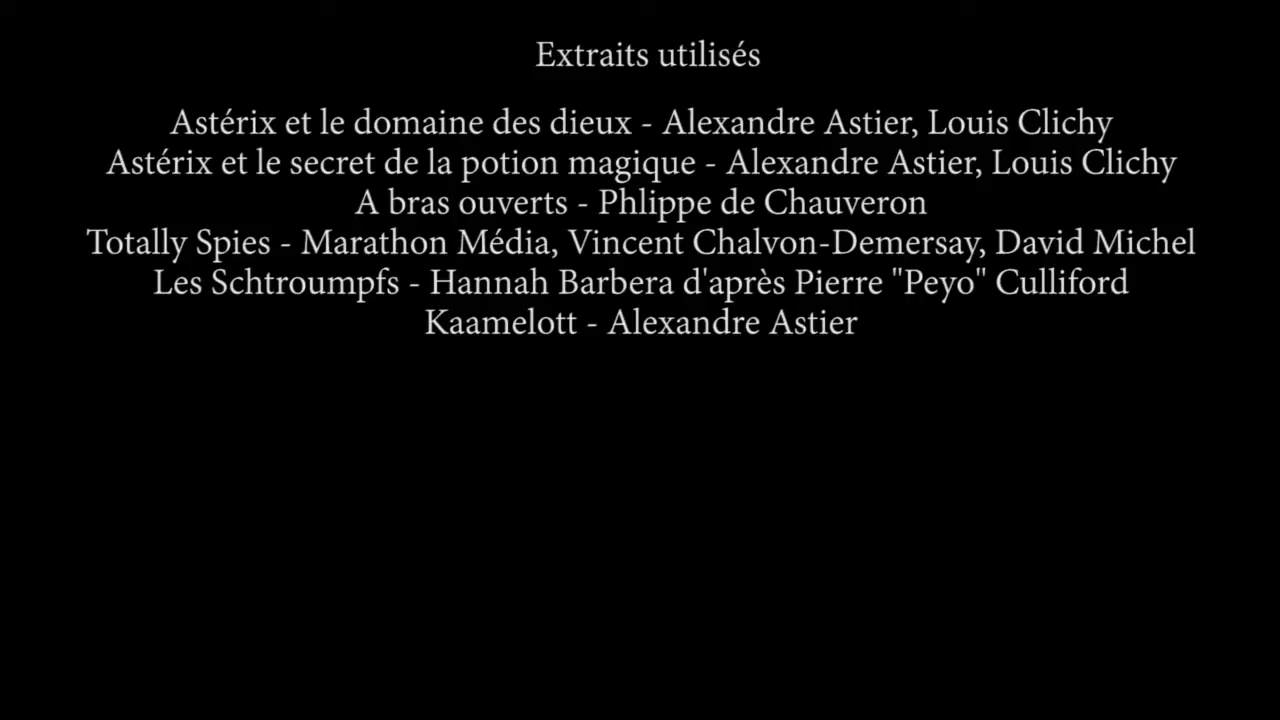 Extraits utilisés
Astérix et le domaine des dieux - Alexandre Astier, Louis Clichy
Astérix et le secret de la potion magique - Alexandre Astier, Louis Clichy
A bras ouverts - Phlippe de Chauveron
Totally Spies - Marathon Média, Vincent Chalvon-Demersay, David Michel
Les Schtroumpfs - Hannah Barbera d'après Pierre "Peyo" Culliford
Kaamelott - Alexandre Astier